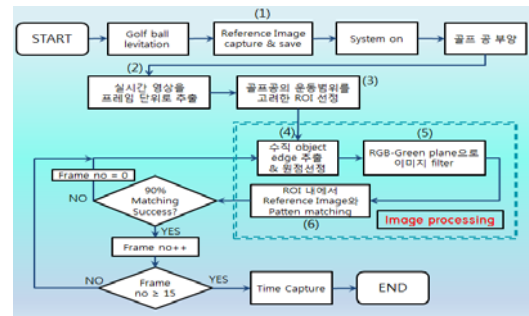 (1)
START
Golf ball
levitation
Reference Image
capture & save
System on
골프 공 부양
(2)
실시간 영상을
프레임 단위로 추출
골프공의 운동범위를
고려한 ROI 선정
(3)
(4)
수직 object
edge 추출
& 원점선정
(5)
RGB-Green plane으로
이미지 filter
Frame no = 0
NO
90%
Matching
Success?
ROI 내에서
Reference Image와
Patten matching
(6)
Image processing
YES
Frame no++
NO
Frame
no ≥ 15
YES
Time Capture
END